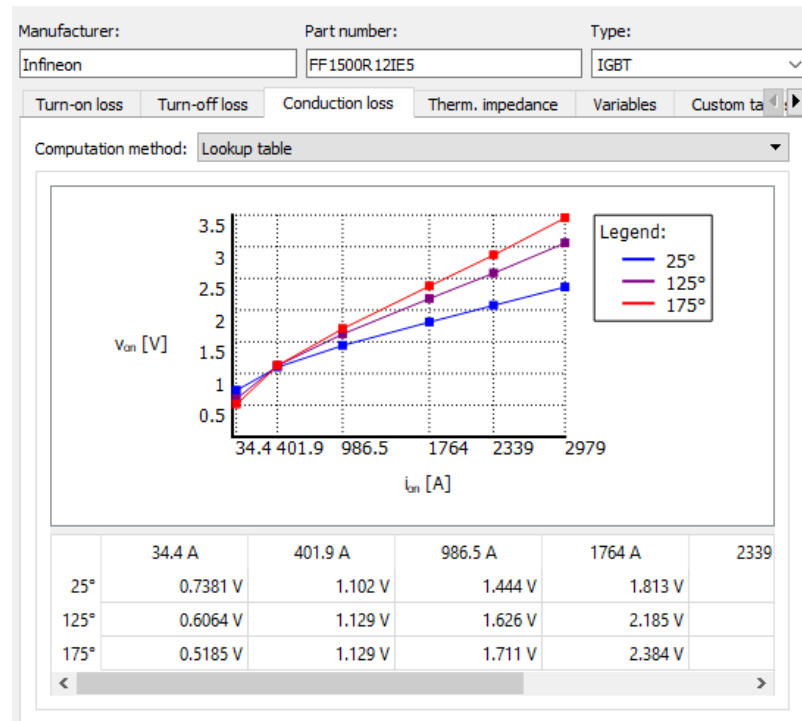 Manufacturer: Part number: Type:
Infineon FF1500R12IE5 IGBT
Turn-on loss Turn-off loss Conduction loss Therm. impedance Variables Custom ta
Computation method: Lookup table
3.5
3
2.5
2
1.5
1
0.5
von [V]
34.4 401.9 986.5 1764 2339 2979
ion [A]
Legend:
25°
125°
175°
34.4 A 401.9 A 986.5 A 1764 A 2339
25° 0.7381 V 1.102 V 1.444 V 1.813 V
125° 0.6064 V 1.129 V 1.626 V 2.185 V
175° 0.5185 V 1.129 V 1.711 V 2.384 V